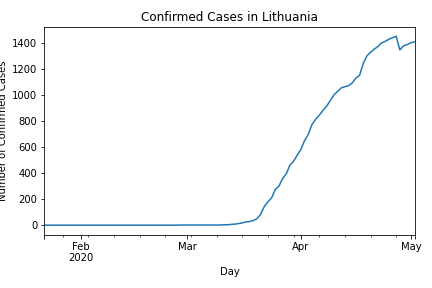 Confirmed Cases in Lithuania
Number of Confirmed Cases
1400
1200
1000
800
600
400
200
0
Feb
2020
Mar
Apr
May
Day